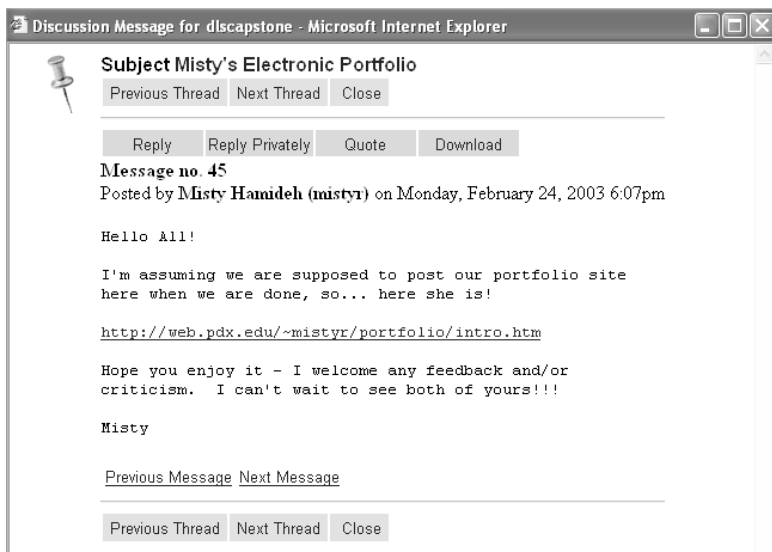 Discussion Message for dlscapstone - Microsoft Internet Explorer
Subject Misty's Electronic Portfolio
Previous Thread Next Thread Close
Reply Reply Privately Quote Download
Message no. 45
Posted by Misty Hamideh (mistyr) on Monday, February 24, 2003 6:07pm
Hello All!
I'm assuming we are supposed to post our portfolio site
here when we are done, so... here she is!
http://web.pdx.edu/~mistyr/portfolio/intro.htm
Hope you enjoy it - I welcome any feedback and/or
criticism.  I can't wait to see both of yours!!!
Misty
Previous Message Next Message
Previous Thread Next Thread Close